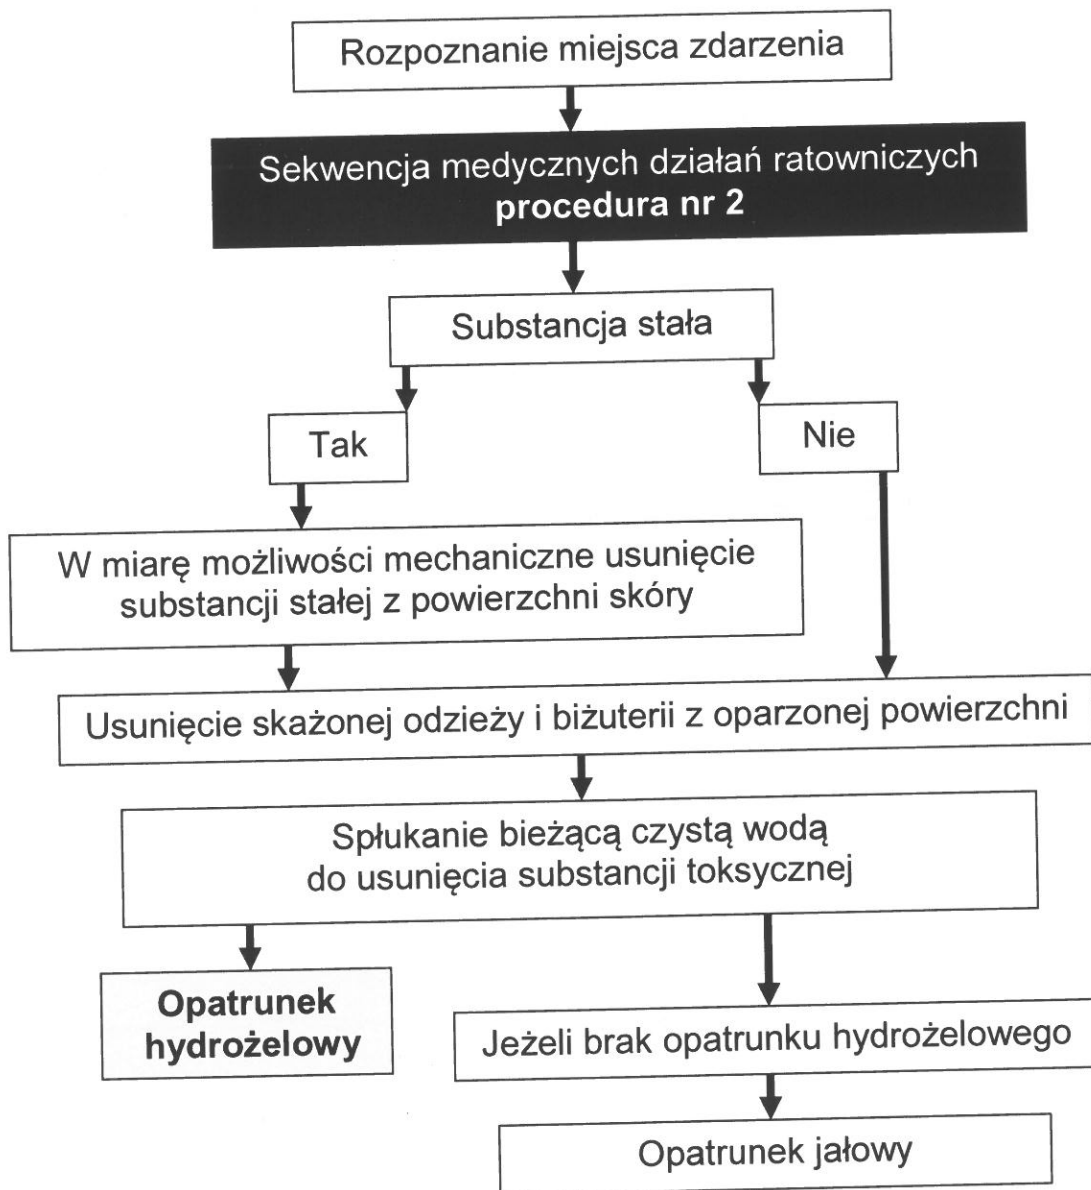 Rozpoznanie miejsca zdarzenia
Sekwencja medycznych działań ratowniczych
procedura nr 2
Substancja stała
Tak
Nie
W miarę możliwości mechaniczne usunięcie
substancji stałej z powierzchni skóry
Usunięcie skażonej odzieży i biżuterii z oparzonej powierzchni
Spłukanie bieżącą czystą wodą
do usunięcia substancji toksycznej
Opatrunek
hydrożelowy
Jeżeli brak opatrunku hydrożelowego
Opatrunek jałowy